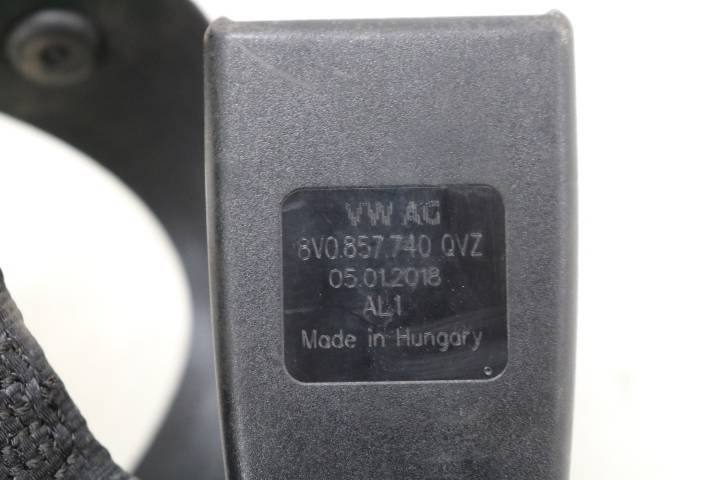 VW AG
8V0.857.740 QVZ
05.01.2018
AL1
Made in Hungary